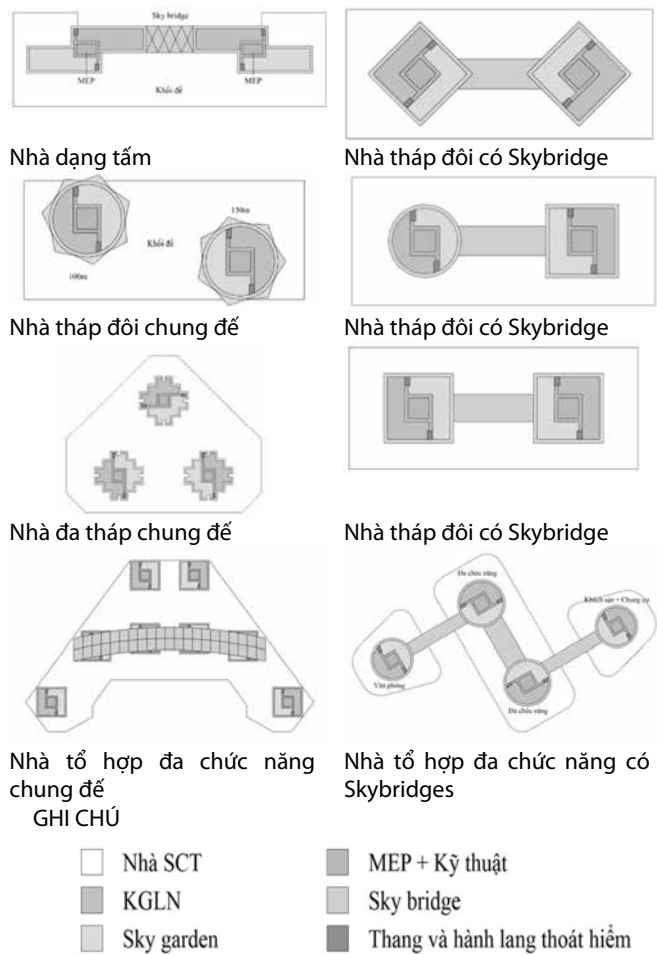 Sky bridge
MEP
MEP
Khối đế
Nhà dạng tấm
Nhà tháp đôi có Skybridge
150m
Khối đế
100m
Nhà tháp đôi chung đế
Nhà tháp đôi có Skybridge
Nhà đa tháp chung đế
Nhà tháp đôi có Skybridge
Đa chức năng
Khách sạn + Chung cư
Văn phòng
Đa chức năng
Nhà tổ hợp đa chức năng
chung đế
Nhà tổ hợp đa chức năng có
Skybridges
GHI CHÚ
Nhà SCT
MEP + Kỹ thuật
KGLN
Sky bridge
Sky garden
Thang và hành lang thoát hiểm